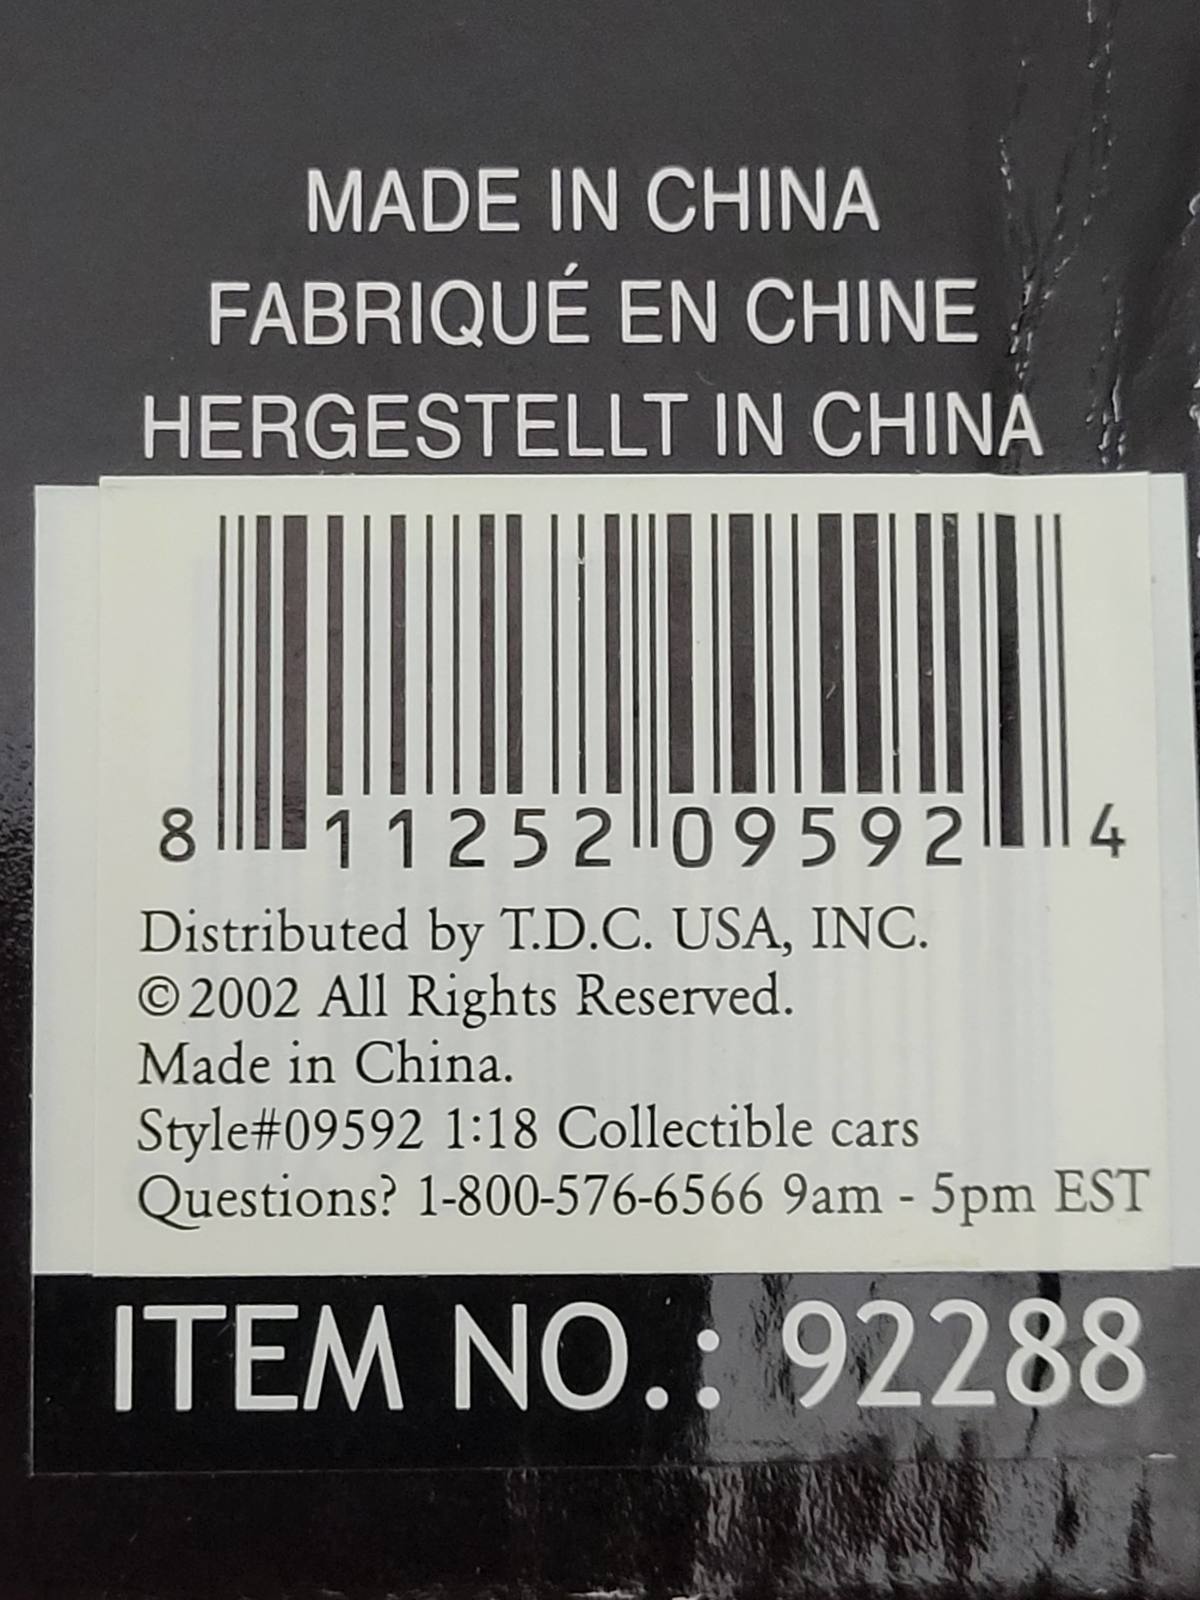 MADE IN CHINA
FABRIQUÉ EN CHINE
HERGESTELLT IN CHINA
8 11252 09592 4
Distributed by T.D.C. USA, INC.
©2002 All Rights Reserved.
Made in China.
Style#09592 1:18 Collectible cars
Questions? 1-800-576-6566 9am - 5pm EST
ITEM NO.: 92288